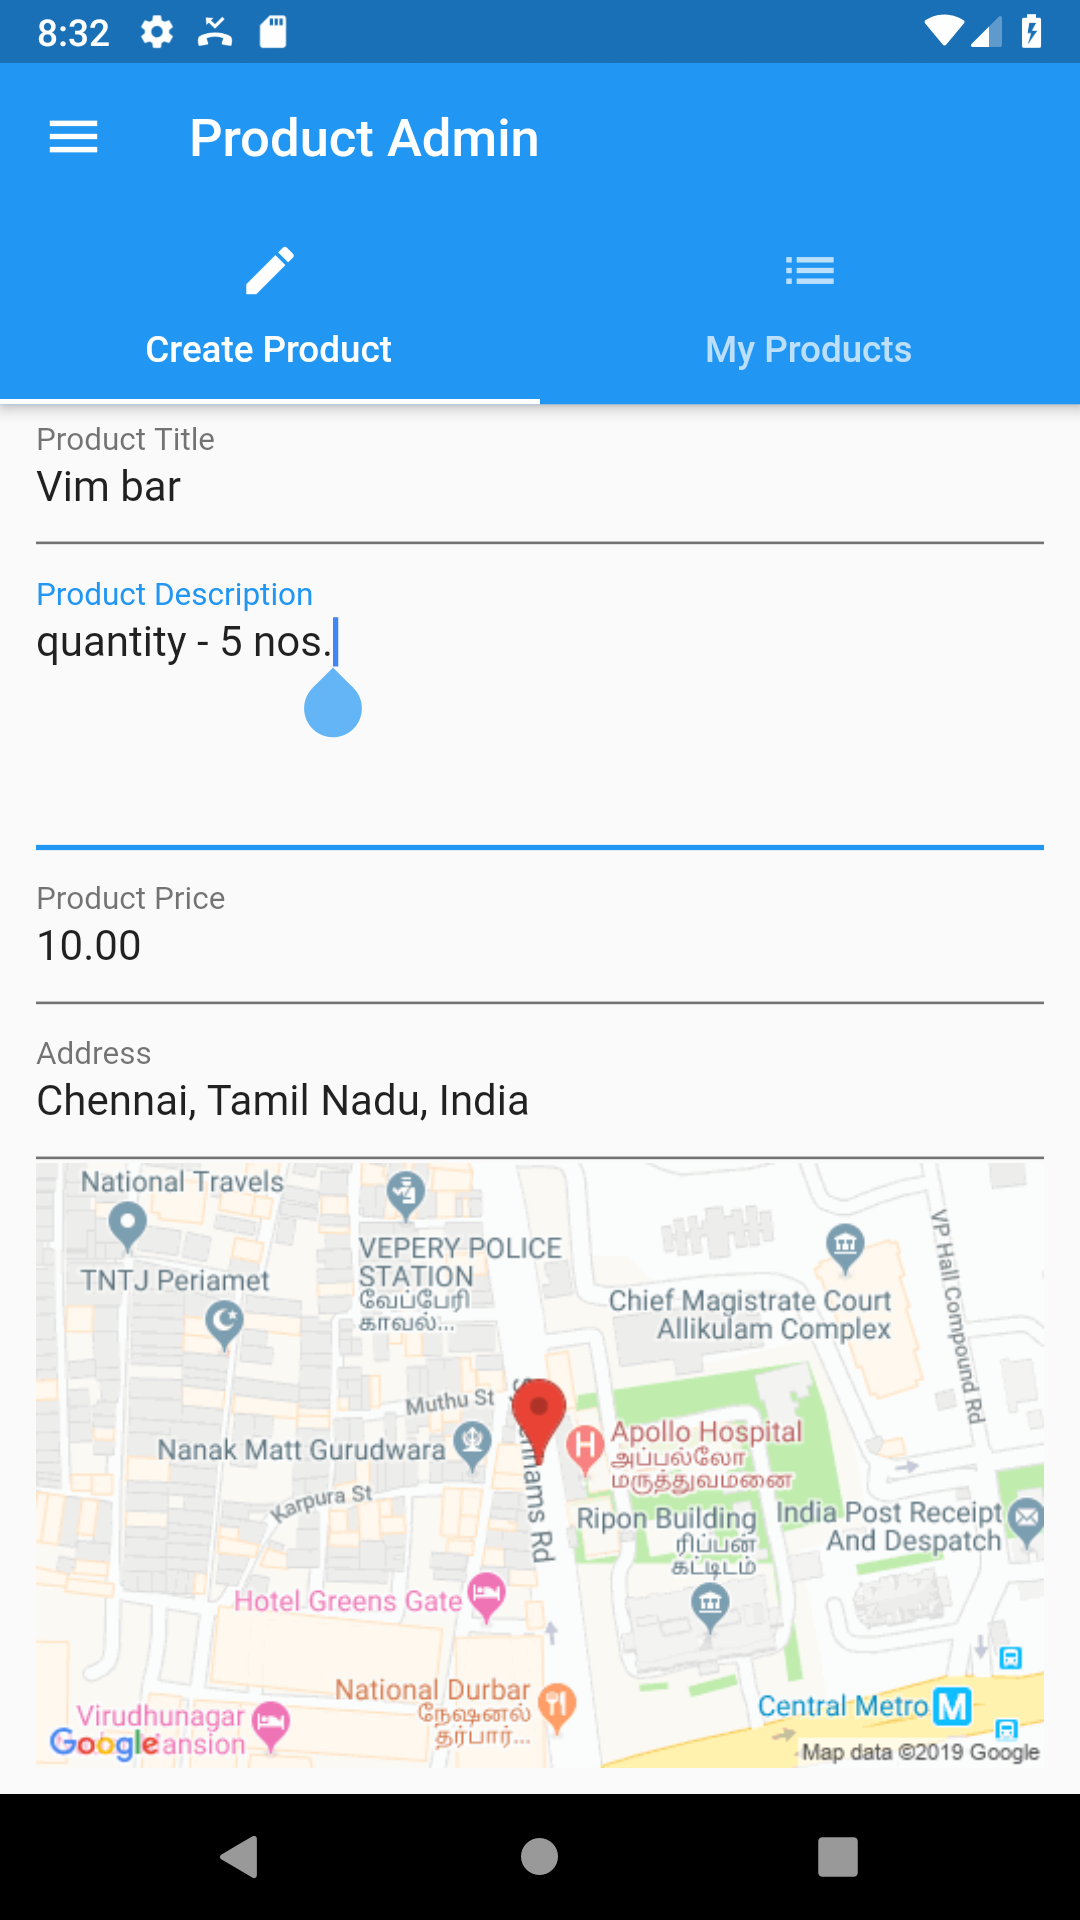 8:32
Product Admin
Create Product
My Products
Product Title
Vim bar
Product Description
quantity - 5 nos.
Product Price
10.00
Address
Chennai, Tamil Nadu, India
National Travels
TNTJ Periamet
VEPERY POLICE
STATION
வேப்பேரி
காவல்...
Chief Magistrate Court
Allikulam Complex
VP Hall Compound Rd
Muthu St
Nanak Matt Gurudwara
Karpura St
Rd
Apollo Hospital
அப்பல்லோ
மருத்துவமனை
Ripon Building
ரிப்பன்
கட்டிடம்
India Post Receipt
And Despatch
Hotel Greens Gate
National Durbar
நேஷனல்
தர்பார்...
Central Metro M
Virudhunagar
Google
Map data ©2019 Google